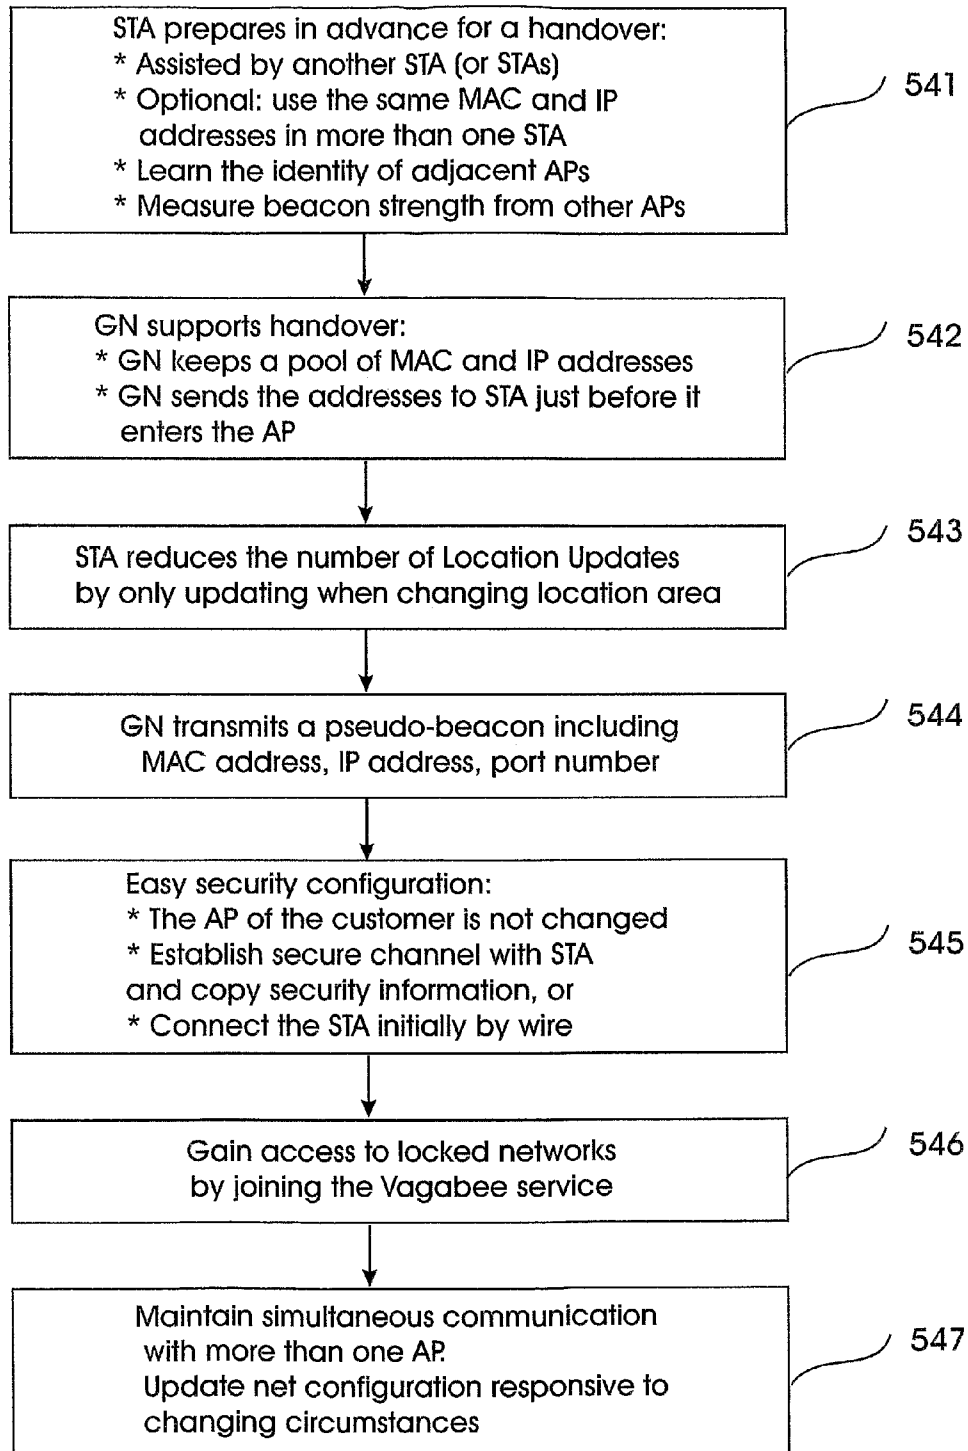 STA prepares in advance for a handover:
* Assisted by another STA (or STAs)
* Optional: use the same MAC and IP
addresses in more than one STA
* Learn the identity of adjacent APs
* Measure beacon strength from other APs
541
GN supports handover:
* GN keeps a pool of MAC and IP addresses
* GN sends the addresses to STA just before it
enters the AP
542
STA reduces the number of Location Updates
by only updating when changing location area
543
GN transmits a pseudo-beacon including
MAC address, IP address, port number
544
Easy security configuration:
* The AP of the customer is not changed
* Establish secure channel with STA
and copy security information, or
* Connect the STA initially by wire
545
Gain access to locked networks
by joining the Vagabee service
546
Maintain simultaneous communication
with more than one AP.
Update net configuration responsive to
changing circumstances
547